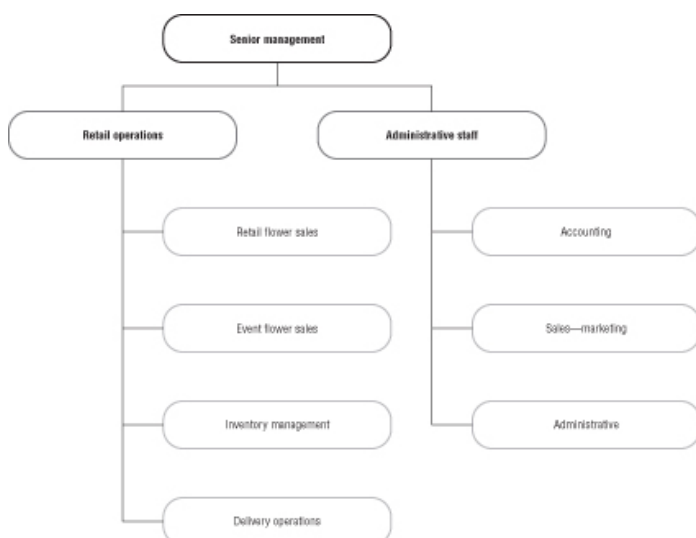 Senior management
Retail operations
Administrative staff
Retail flower sales
Accounting
Event flower sales
Sales—marketing
Inventory management
Administrative
Delivery operations